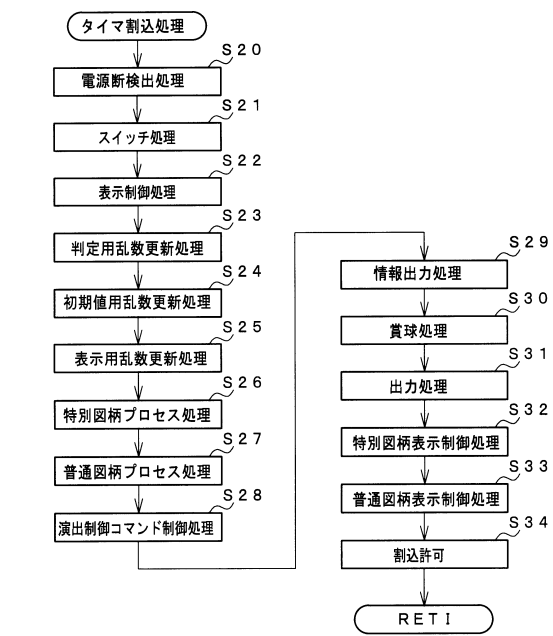 タイマ割込処理
S20
電源断検出処理
S21
スイッチ処理
S22
表示制御処理
S23
判定用乱数更新処理
S24
初期値用乱数更新処理
S25
表示用乱数更新処理
S26
特別図柄プロセス処理
S27
普通図柄プロセス処理
S28
演出制御コマンド制御処理
S29
情報出力処理
S30
賞球処理
S31
出力処理
S32
特別図柄表示制御処理
S33
普通図柄表示制御処理
S34
割込許可
RETI